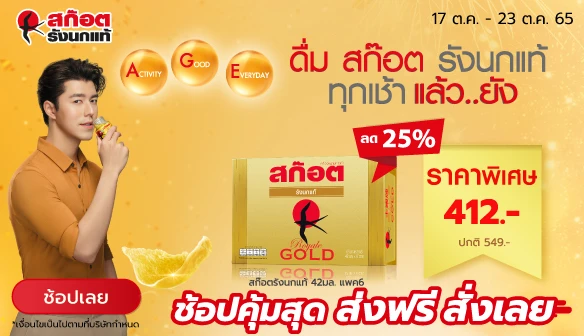 สก๊อต
รังนกแท้
17 ต.ค. - 23 ต.ค. 65
ACTIVITY
GOOD
EVERYDAY
ดื่ม สก๊อต รังนกแท้
ทุกเช้า แล้ว..ยัง
ลด 25%
สก๊อต
รังนกแท้
Royale
GOLD
ราคาพิเศษ
412.-
ปกติ 549.-
สก๊อตรังนกแท้ 42มล. แพค6
ช้อปเลย
ช้อปคุ้มสุด ส่งฟรี สั่งเลย
*เงื่อนไขเป็นไปตามที่บริษัทกำหนด